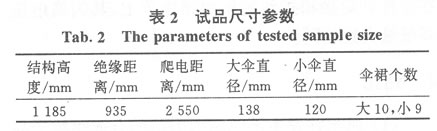 表 2 试品尺寸参数
Tab. 2 The parameters of tested sample size
结构高 绝缘距 爬电距 大伞直 小伞直 伞裙个数
度/mm 离/mm 离/mm 径/mm 径/mm
1 185 935 2 550 138 120 大 10,小 9